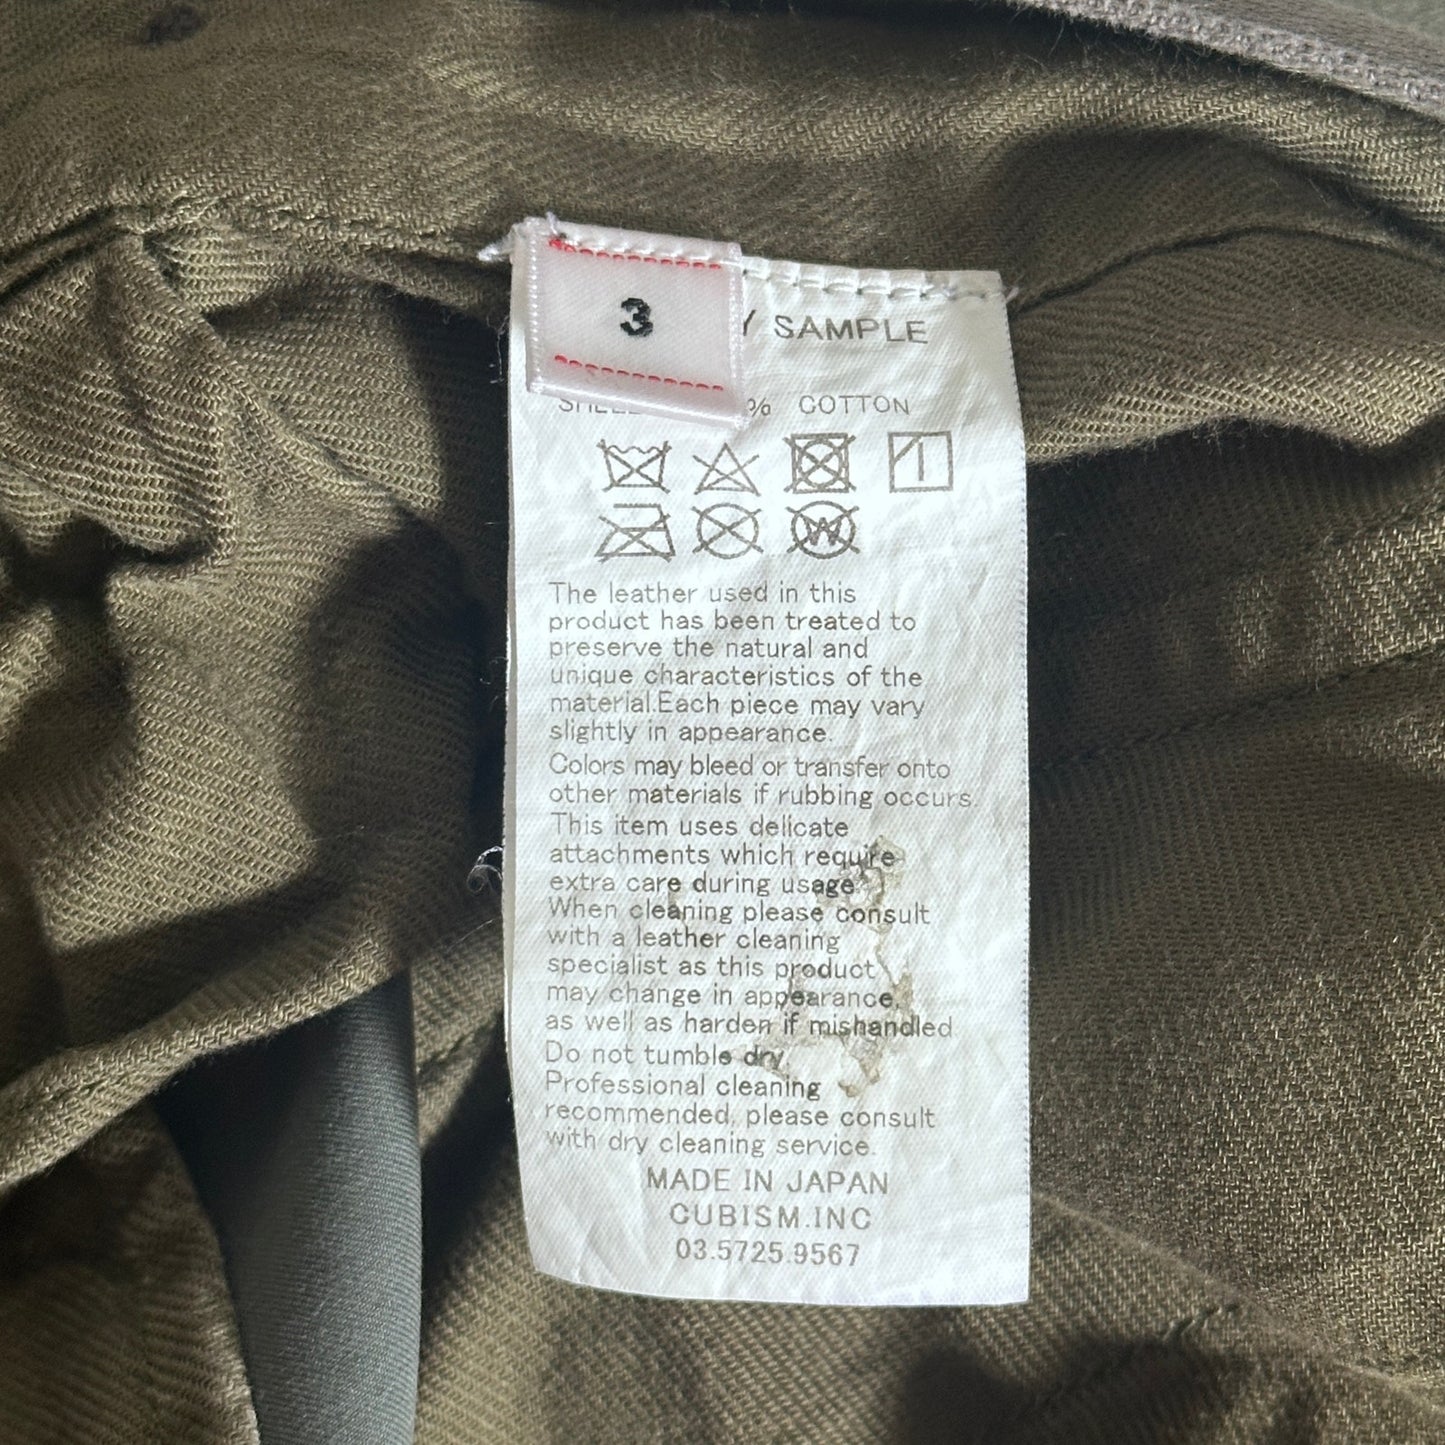 3
SAMPLE
% COTTON
W
The leather used in this
product has been treated to
preserve the natural and
unique characteristics of the
material.Each piece may vary
slightly in appearance.
Colors may bleed or transfer onto
other materials if rubbing occurs.
This item uses delicate
attachments which require
extra care during usage.
When cleaning please consult
with a leather cleaning
specialist as this product
may change in appearance,
as well as harden if mishandled
Do not tumble dry.
Professional cleaning
recommended, please consult
with dry cleaning service.
MADE IN JAPAN
CUBISM.INC
03.5725.9567